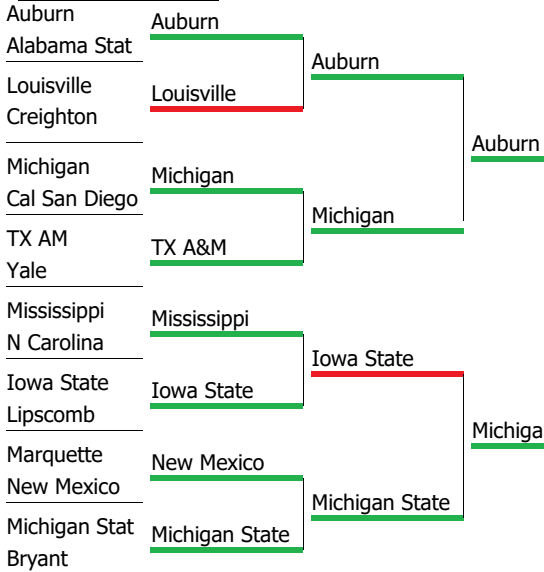 Auburn
Alabama Stat
Louisville
Creighton
Michigan
Cal San Diego
TX AM
Yale
Mississippi
N Carolina
Iowa State
Lipscomb
Marquette
New Mexico
Michigan Stat
Bryant
Auburn
Louisville
Michigan
TX A&M
Mississippi
Iowa State
New Mexico
Michigan State
Auburn
Michigan
Iowa State
Michigan State
Auburn
Michiga